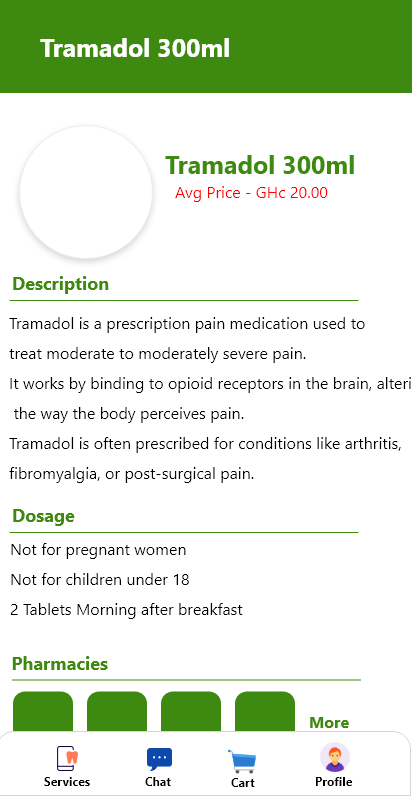 Tramadol 300ml
Tramadol 300ml
Avg Price - GHc 20.00
Description
Tramadol is a prescription pain medication used to
treat moderate to moderately severe pain.
It works by binding to opioid receptors in the brain, alteri
the way the body perceives pain.
Tramadol is often prescribed for conditions like arthritis,
fibromyalgia, or post-surgical pain.
Dosage
Not for pregnant women
Not for children under 18
2 Tablets Morning after breakfast
Pharmacies
More
Services Chat Cart Profile